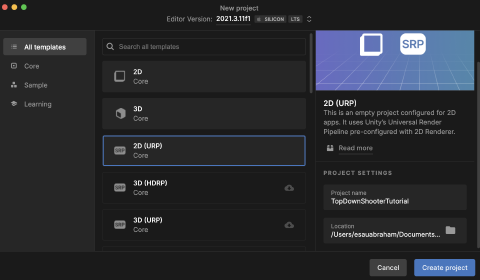 New project
Editor Version: 2021.3.11f1 SILICON LTS
All templates
Core
Sample
Learning
Search all templates
2D
Core
3D
Core
SRP
2D (URP)
Core
SRP
3D (HDRP)
Core
SRP
3D (URP)
Core
SRP
2D (URP)
This is an empty project configured for 2D
apps. It uses Unity's Universal Render
Pipeline pre-configured with 2D Renderer.
Read more
PROJECT SETTINGS
Project name
TopDownShooterTutorial
Location
/Users/esauabraham/Documents...
Cancel
Create project